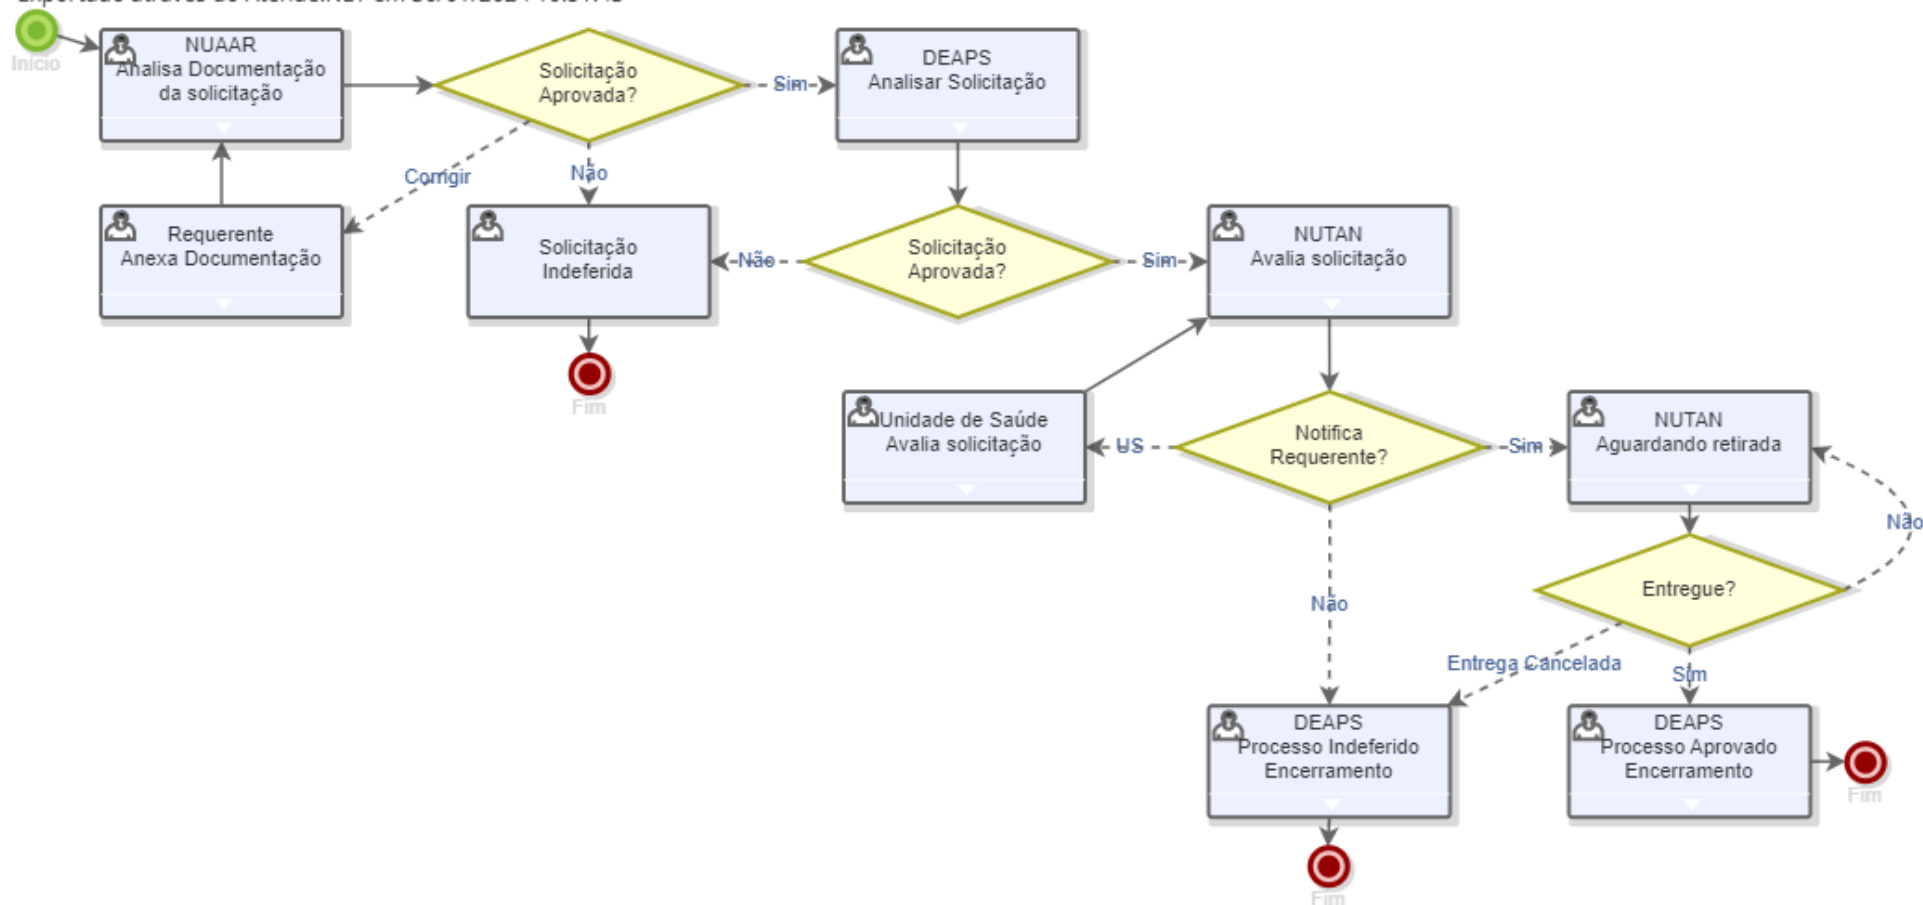 Início
NUAAR
Analisa Documentação
da solicitação
Solicitação
Aprovada?
Sim
DEAPS
Analisar Solicitação
Corrigir
Não
Requerente
Anexa Documentação
Solicitação
Indeferida
Não
Solicitação
Aprovada?
Sim
NUTAN
Avalia solicitação
Fim
Unidade de Saúde
Avalia solicitação
US
Notifica
Requerente?
Sim
NUTAN
Aguardando retirada
Não
Entregue?
Não
Entrega Cancelada
Sim
DEAPS
Processo Indeferido
Encerramento
DEAPS
Processo Aprovado
Encerramento
Fim
Fim